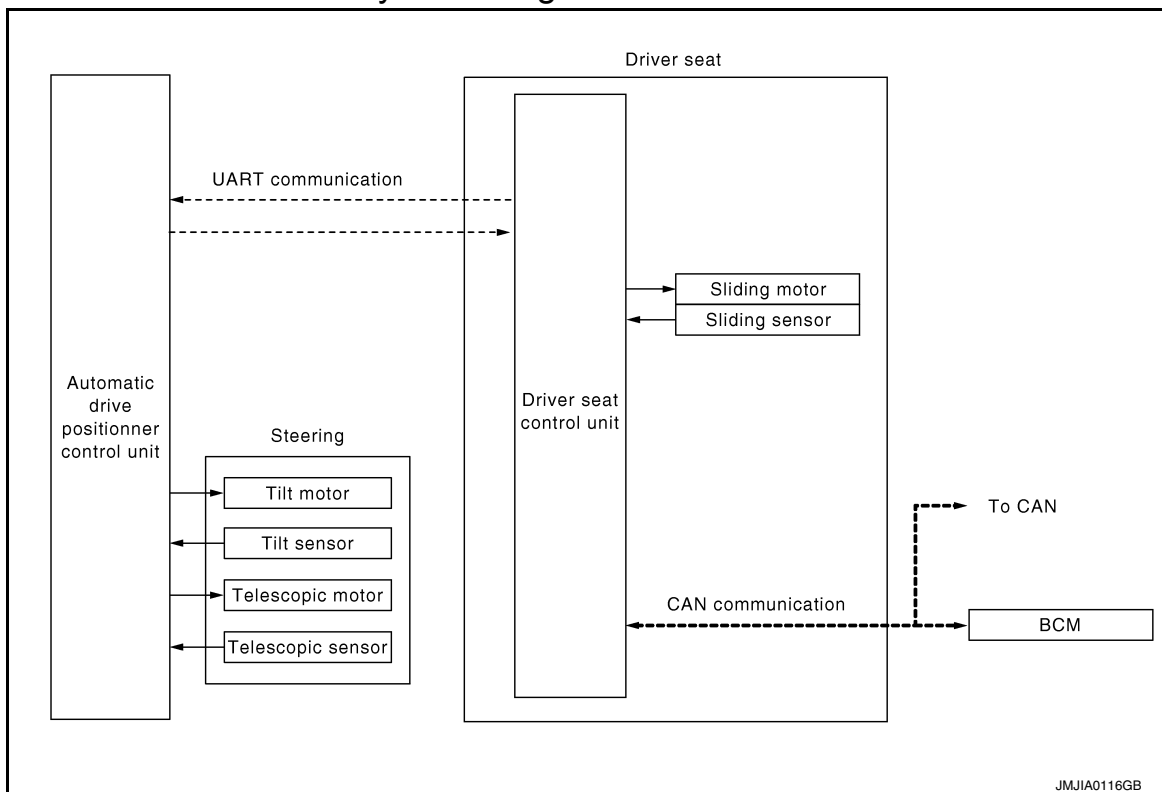 Driver seat
UART communication
Sliding motor
Sliding sensor
Automatic
drive
positionner
control unit
Driver seat
control unit
Steering
Tilt motor
Tilt sensor
Telescopic motor
Telescopic sensor
To CAN
CAN communication
BCM
JMJIA0116GB